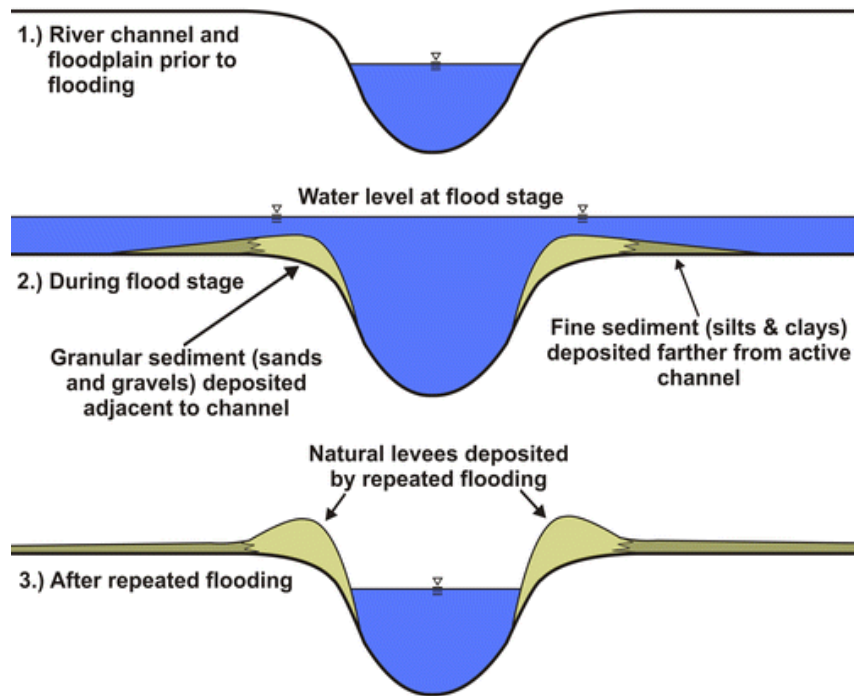 1.) River channel and
floodplain prior to
flooding
Water level at flood stage
2.) During flood stage
Granular sediment (sands
and gravels) deposited
adjacent to channel
Fine sediment (silts & clays)
deposited farther from active
channel
Natural levees deposited
by repeated flooding
3.) After repeated flooding